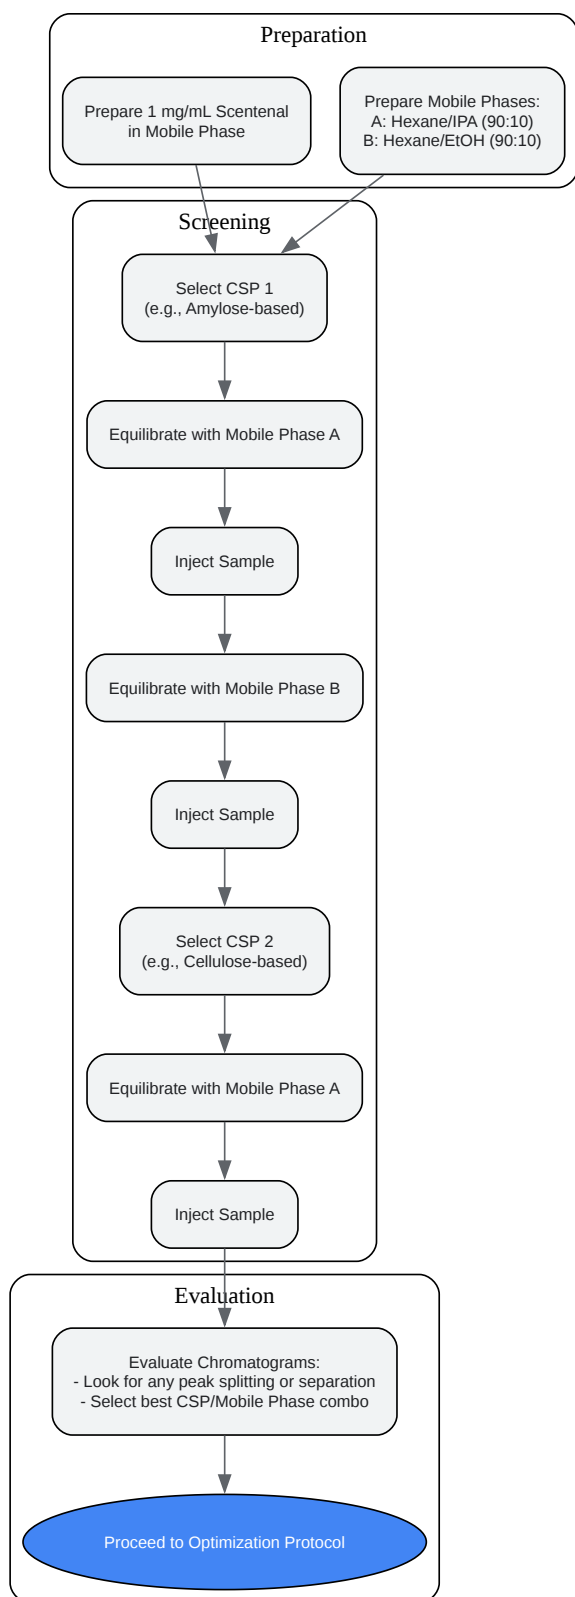 Preparation
Prepare 1 mg/mL Scentenal
in Mobile Phase
Prepare Mobile Phases:
A: Hexane/IPA (90:10)
B: Hexane/EtOH (90:10)
Screening
Select CSP 1
(e.g., Amylose-based)
Equilibrate with Mobile Phase A
Inject Sample
Equilibrate with Mobile Phase B
Inject Sample
Select CSP 2
(e.g., Cellulose-based)
Equilibrate with Mobile Phase A
Inject Sample
Evaluation
Evaluate Chromatograms:
- Look for any peak splitting or separation
- Select best CSP/Mobile Phase combo
Proceed to Optimization Protocol